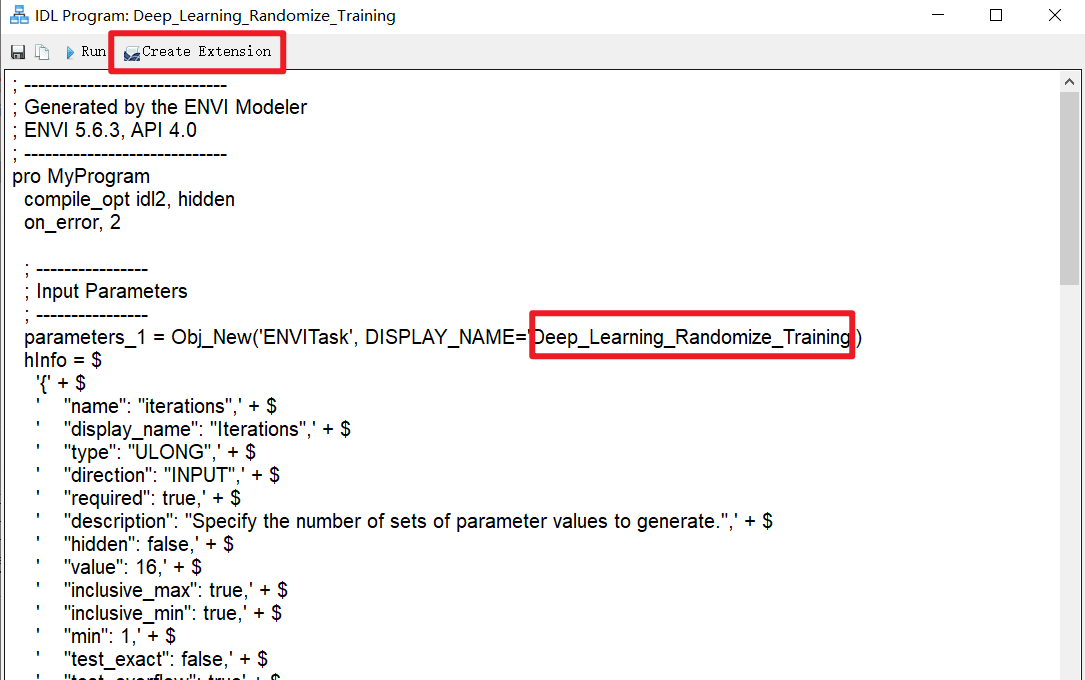 IDL Program: Deep_Learning_Randomize_Training
Run Create Extension
; -----------------------------
; Generated by the ENVI Modeler
; ENVI 5.6.3, API 4.0
; -----------------------------
pro MyProgram
compile_opt idl2, hidden
on_error, 2
; ----------------
; Input Parameters
; ----------------
parameters_1 = Obj_New('ENVITask', DISPLAY_NAME='Deep_Learning_Randomize_Training')
hInfo = $
'{' + $
' "name": "iterations",' + $
' "display_name": "Iterations",' + $
' "type": "ULONG",' + $
' "direction": "INPUT",' + $
' "required": true,' + $
' "description": "Specify the number of sets of parameter values to generate.",' + $
' "hidden": false,' + $
' "value": 16,' + $
' "inclusive_max": true,' + $
' "inclusive_min": true,' + $
' "min": 1,' + $
' "test_exact": false,' + $
' "test_overflow": true' + $